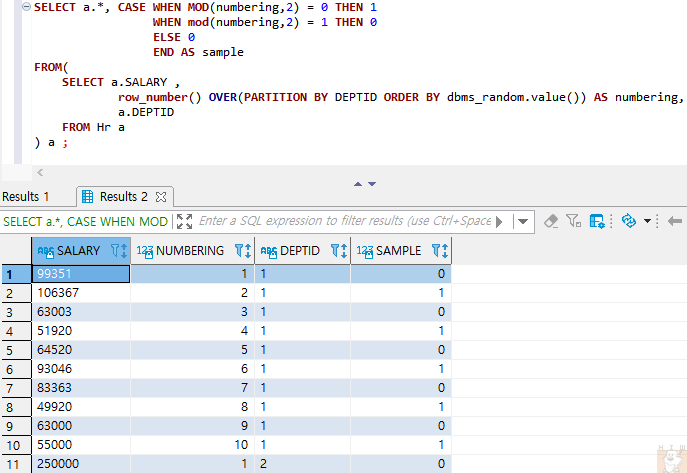 SELECT a.*, CASE WHEN MOD(numbering,2) = 0 THEN 1
WHEN mod(numbering,2) = 1 THEN 0
ELSE 0
END AS sample
FROM(
SELECT a.SALARY ,
row_number() OVER(PARTITION BY DEPTID ORDER BY dbms_random.value()) AS numbering,
a.DEPTID
FROM Hr a
) a ;
Results 1 Results 2
SELECT a.*, CASE WHEN MOD Enter a SQL expression to filter results (use Ctrl+Space
ABC SALARY 123 NUMBERING ABC DEPTID 123 SAMPLE
1 99351 1 1 0
2 106367 2 1 1
3 63003 3 1 0
4 51920 4 1 1
5 64520 5 1 0
6 93046 6 1 1
7 83363 7 1 0
8 49920 8 1 1
9 63000 9 1 0
10 55000 10 1 1
11 250000 1 2 0